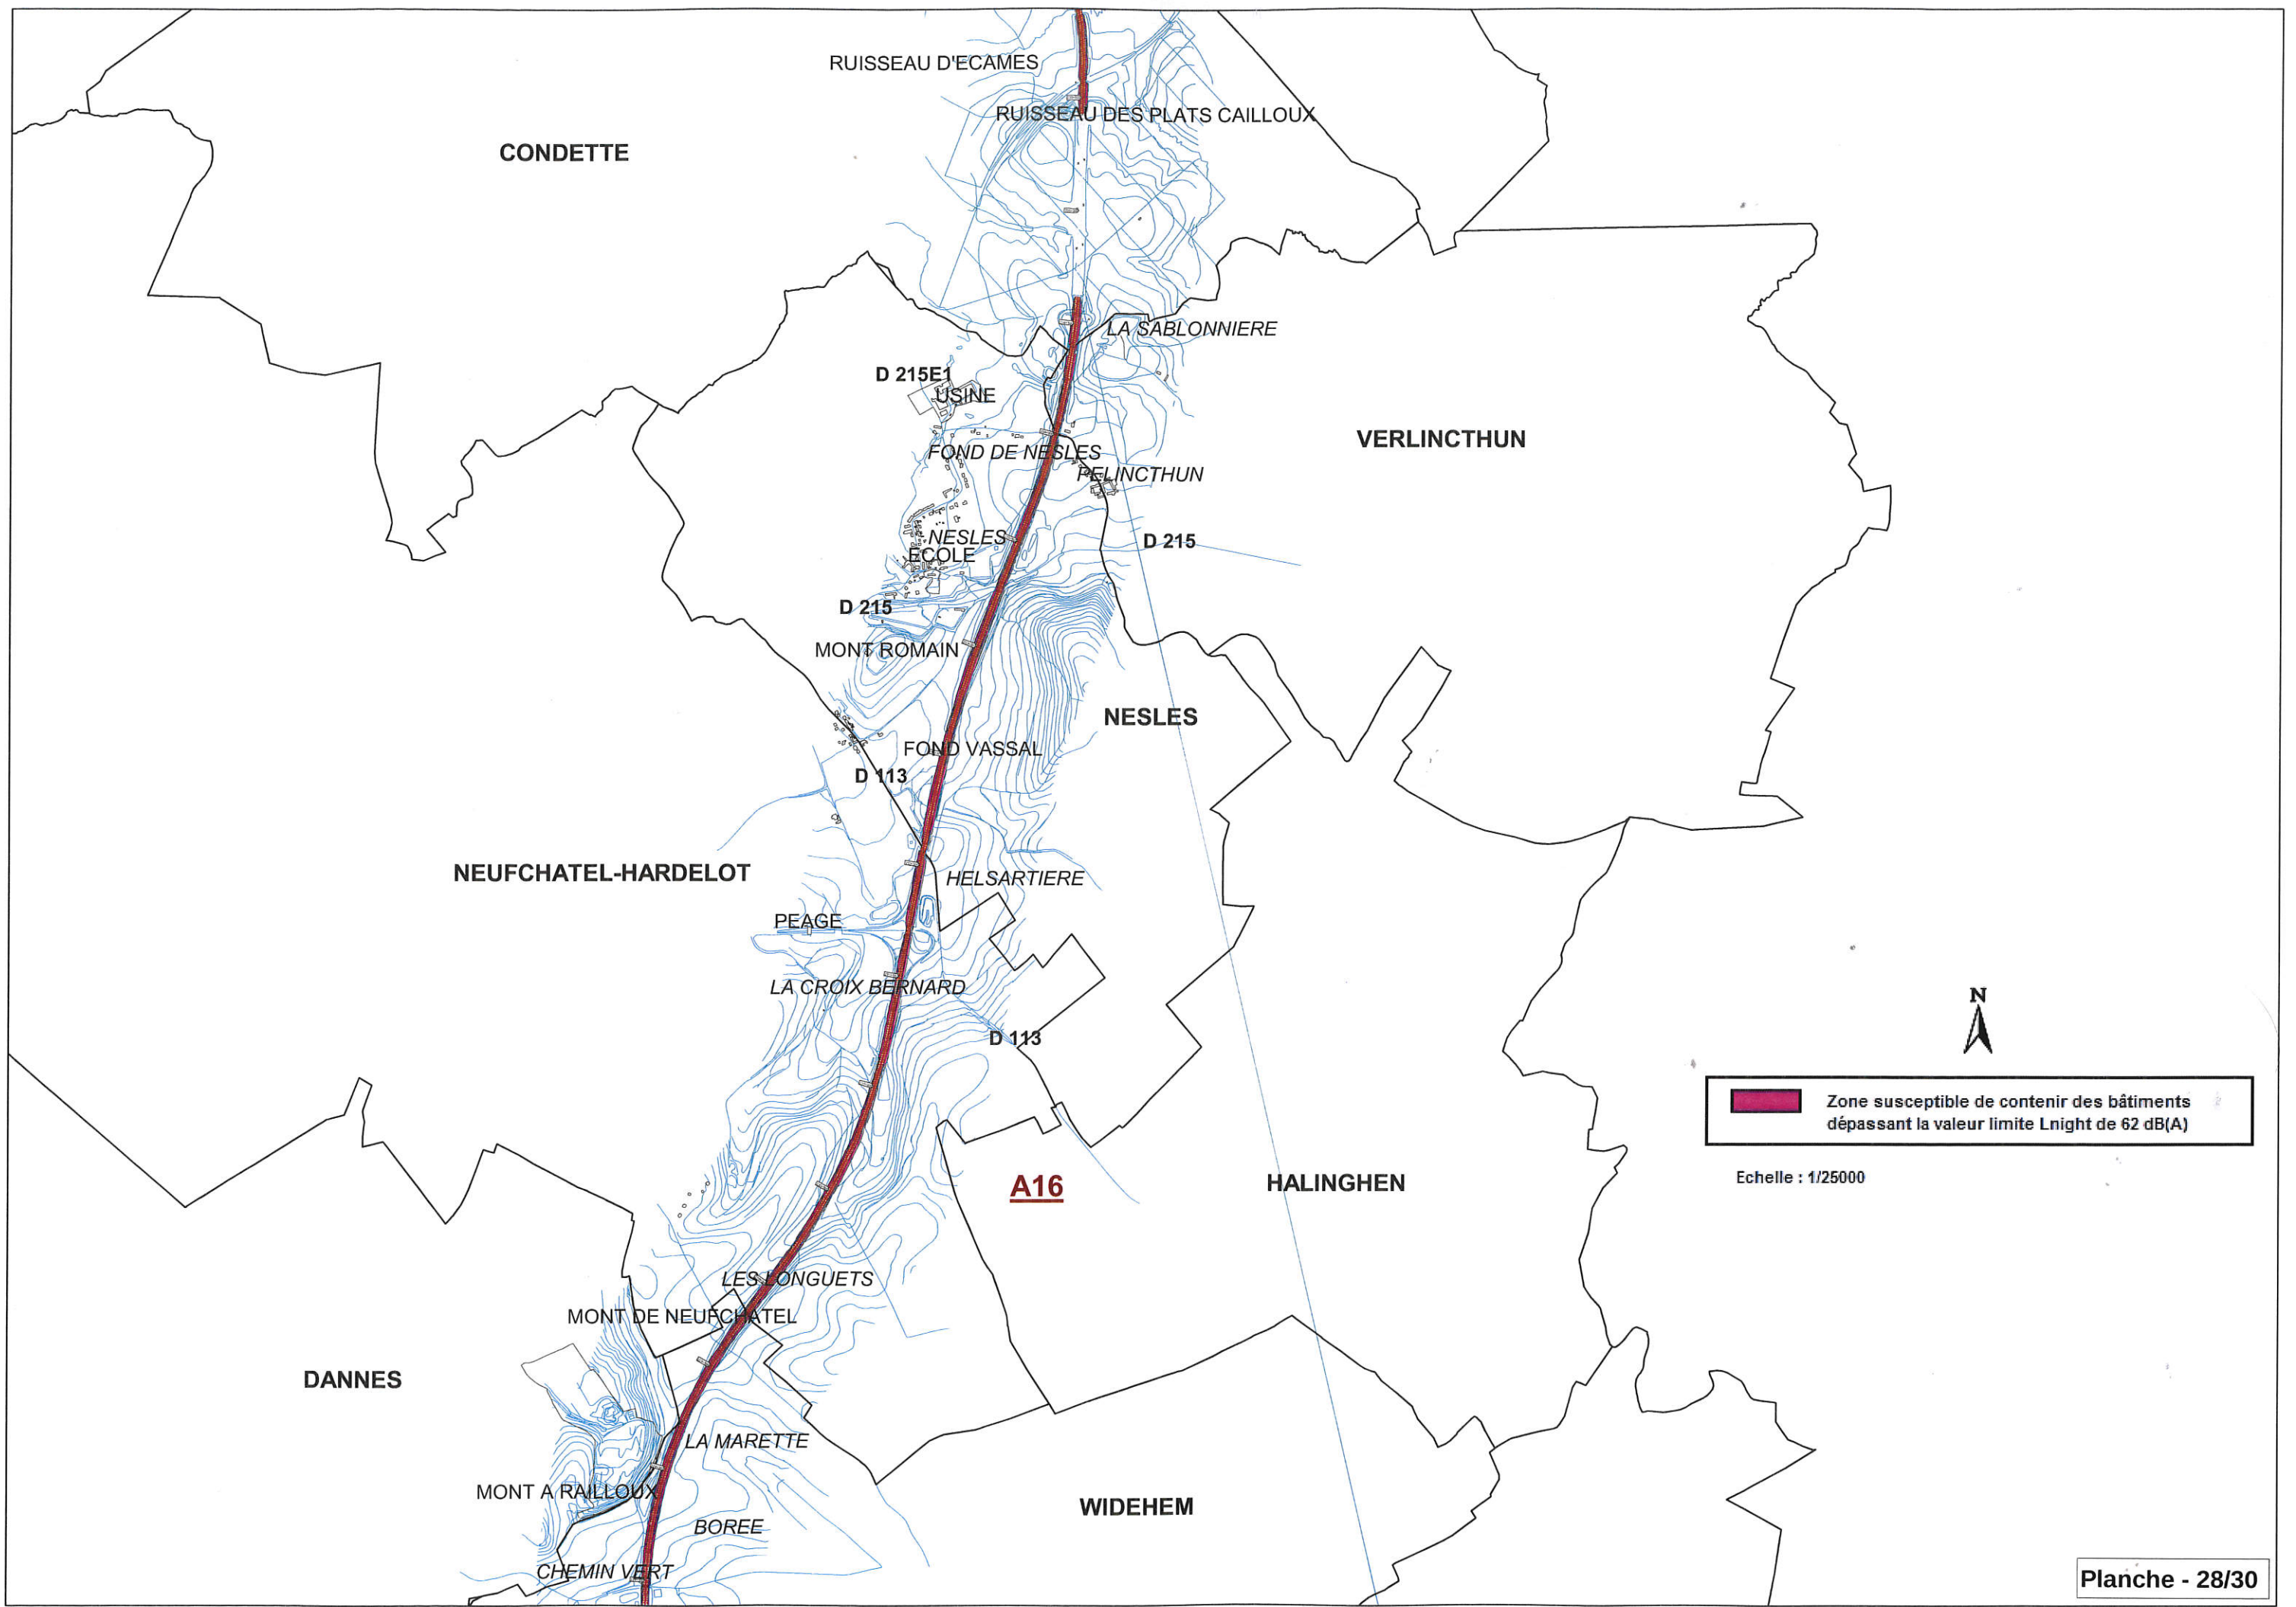 RUISSEAU D'ECAMES
RUISSEAU DES PLATS CAILLOUX
CONDETTE
LA SABLONNIERE
D 215E1
USINE
VERLINCTHUN
FOND DE NESLES
PELINCTHUN
NESLES
D 215
ECOLE
D 215
MONT ROMAIN
NESLES
FOND VASSAL
D 113
NEUFCHATEL-HARDELOT
HELSARTIERE
PEAGE
LA CROIX BERNARD
N
D 113
Zone susceptible de contenir des bâtiments
dépassant la valeur limite Lnight de 62 dB(A)
Echelle : 1/25000
A16
HALINGHEN
LES LONGUETS
MONT DE NEUFCHATEL
DANNES
LA MARETTE
MONT A RAILLOUX
WIDEHEM
BOREE
CHEMIN VERT
Planche - 28/30